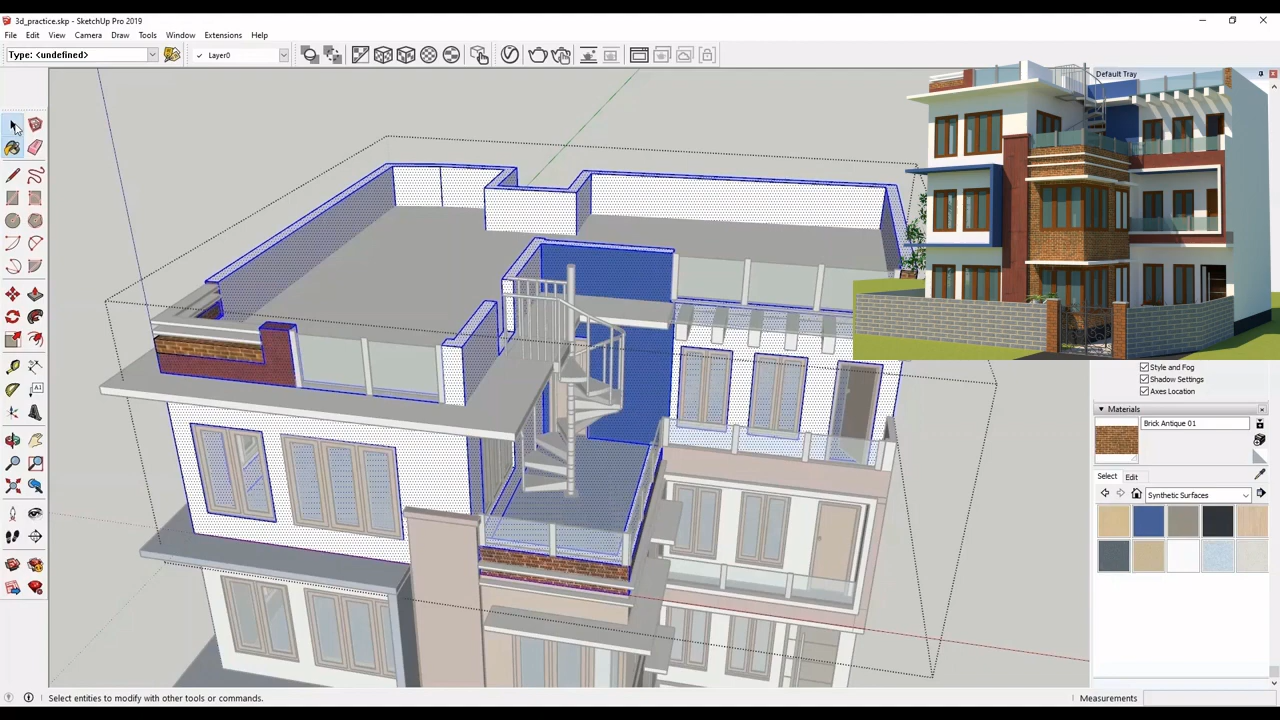 3d_practice.skp - SketchUp Pro 2019
File Edit View Camera Draw Tools Window Extensions Help
Type: <undefined>
Layer0
Default Tray
Style and Fog
Shadow Settings
Axes Location
Materials
Brick Antique 01
Select Edit
Synthetic Surfaces
Select entities to modify with other tools or commands.
Measurements